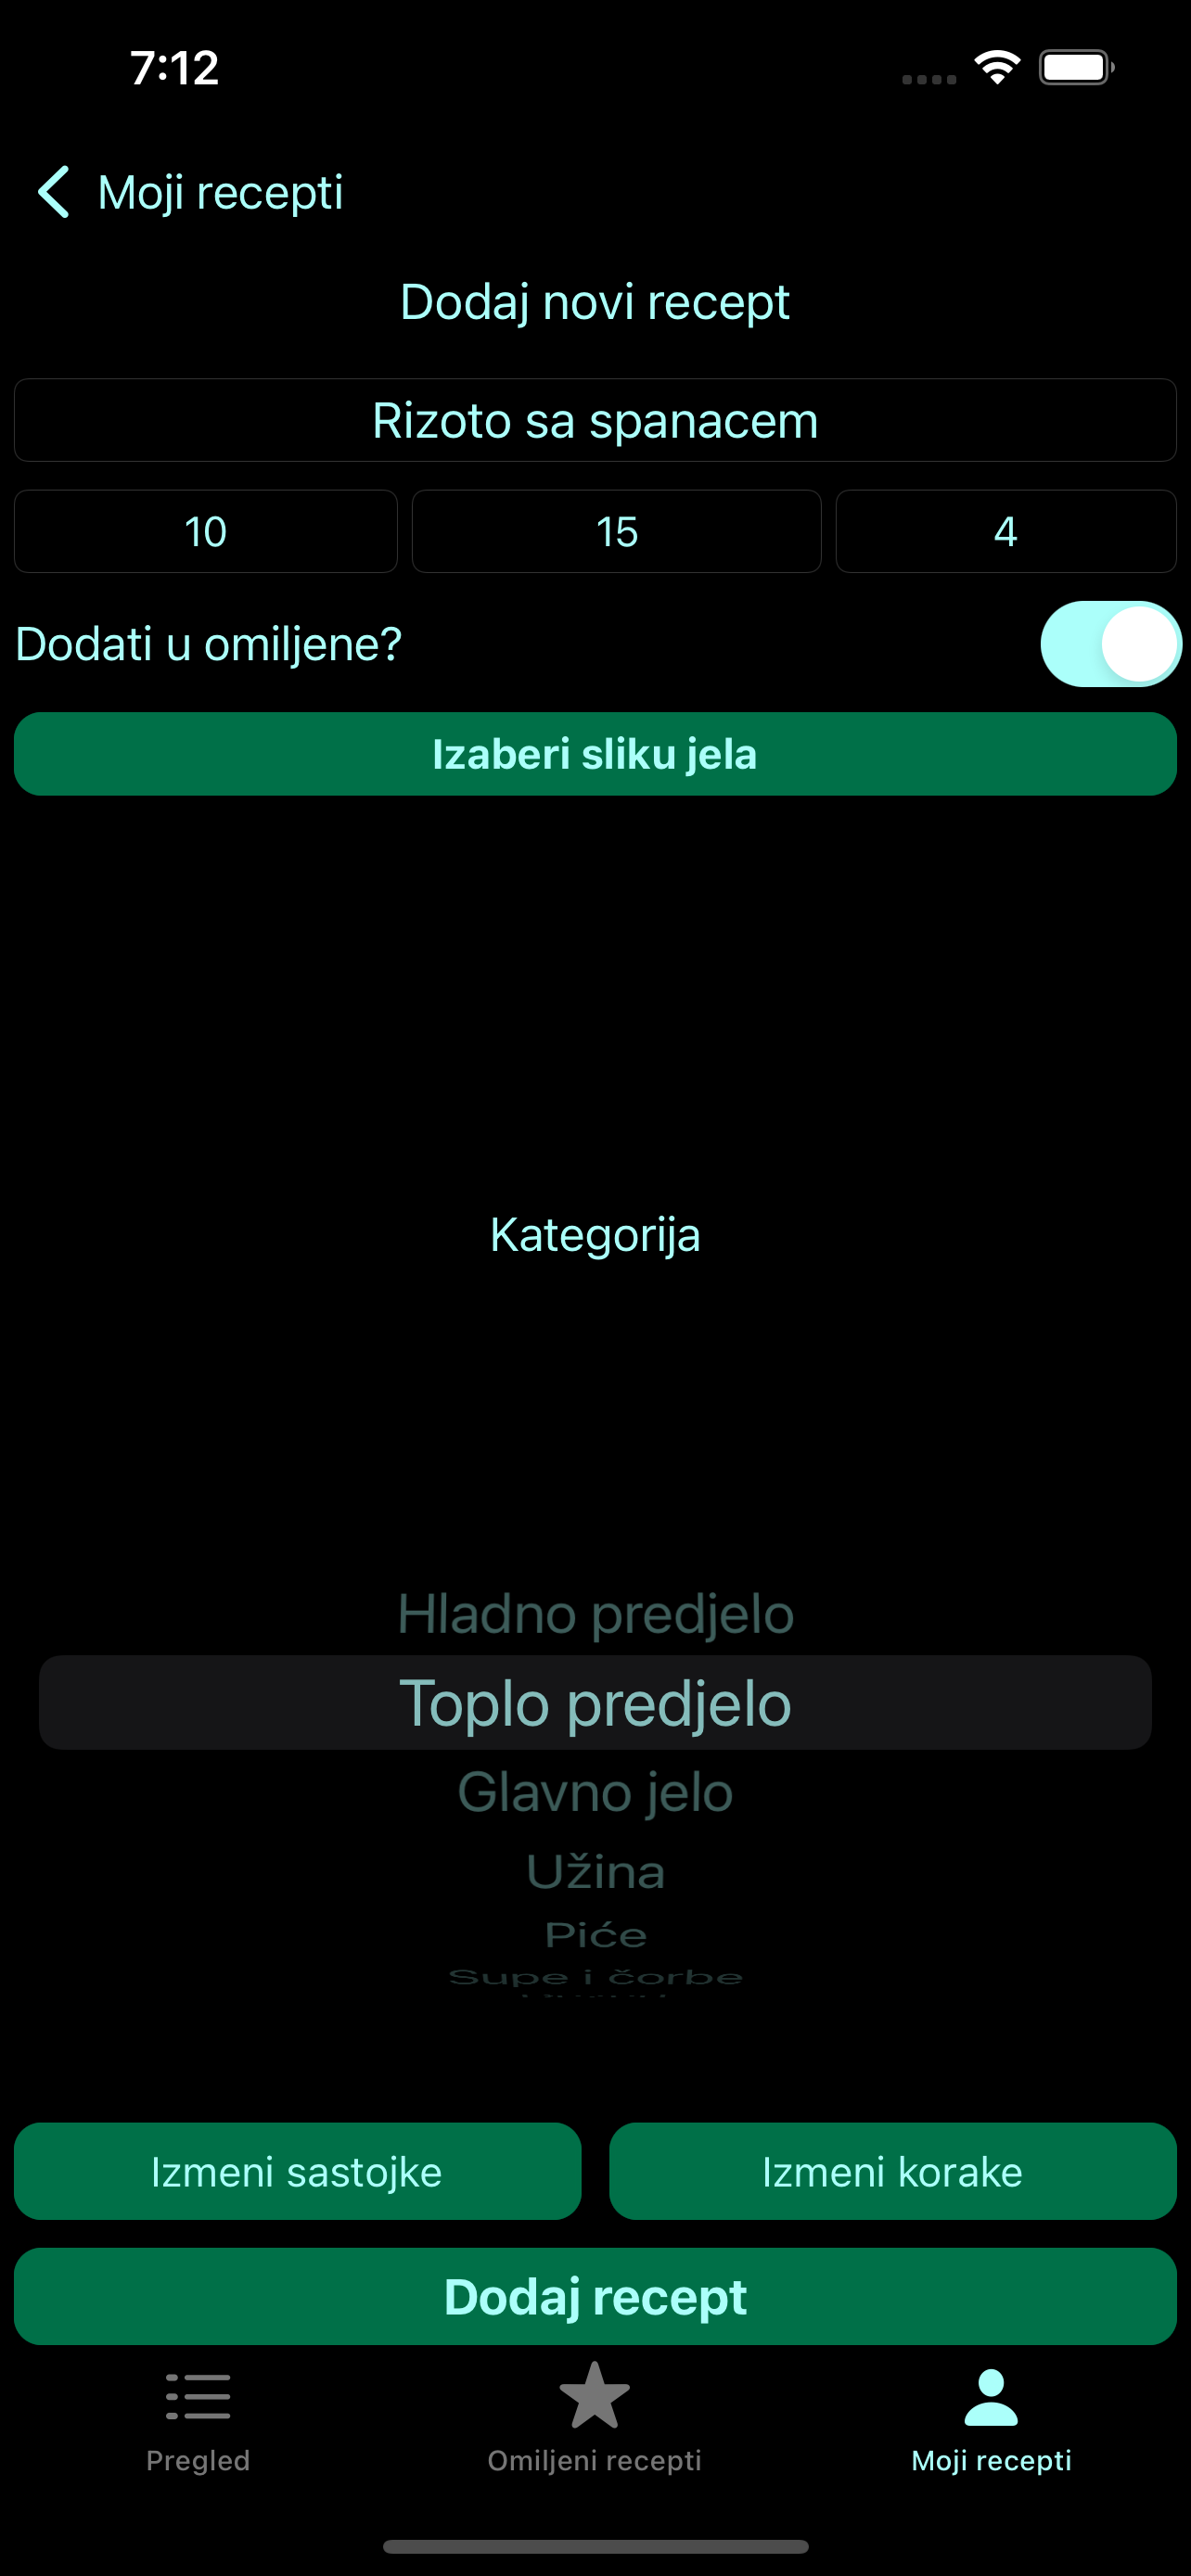 7:12
Moji recepti
Dodaj novi recept
Rizoto sa spanacem
10 15 4
Dodati u omiljene?
Izaberi sliku jela
Kategorija
Hladno predjelo
Toplo predjelo
Glavno jelo
Užina
Piće
Supe i čorbe
Izmeni sastojke Izmeni korake
Dodaj recept
Pregled Omiljeni recepti Moji recepti